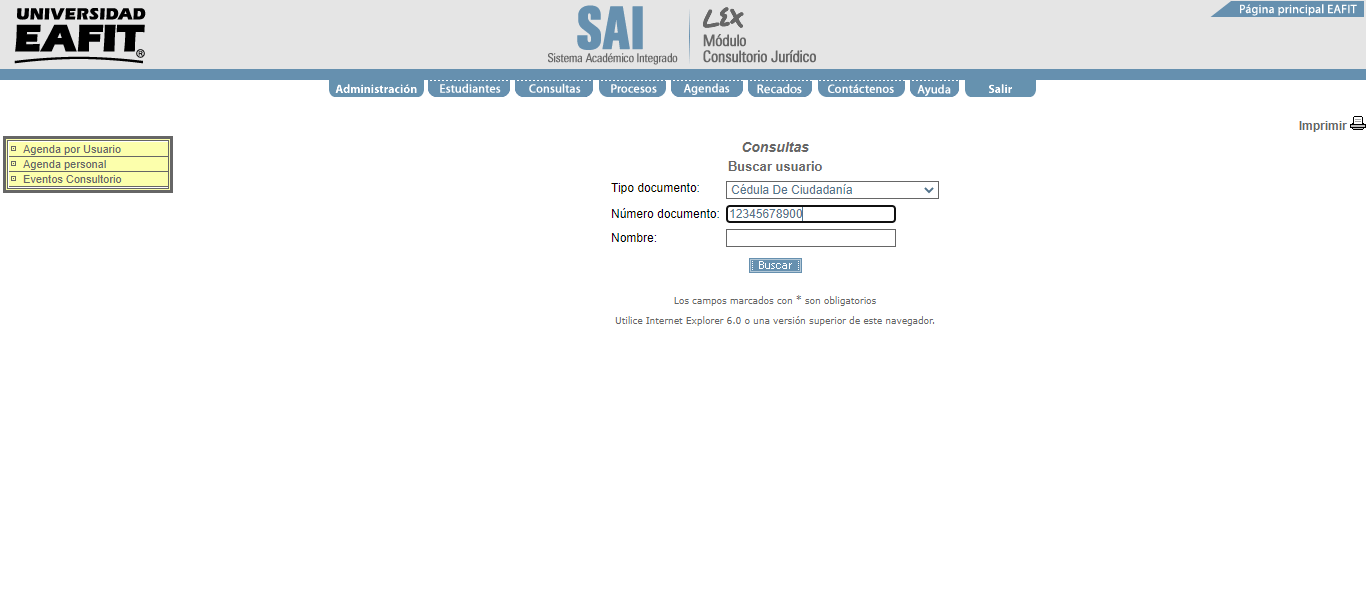 UNIVERSIDAD
EAFIT®
SAI
Sistema Académico Integrado
LEX
Módulo
Consultorio Jurídico
Página principal EAFIT
Administración Estudiantes Consultas Procesos Agendas Recados Contáctenos Ayuda Salir
Imprimir
Agenda por Usuario
Agenda personal
Eventos Consultorio
Consultas
Buscar usuario
Tipo documento: Cédula De Ciudadanía
Número documento: 12345678900
Nombre:
Buscar
Los campos marcados con * son obligatorios
Utilice Internet Explorer 6.0 o una versión superior de este navegador.